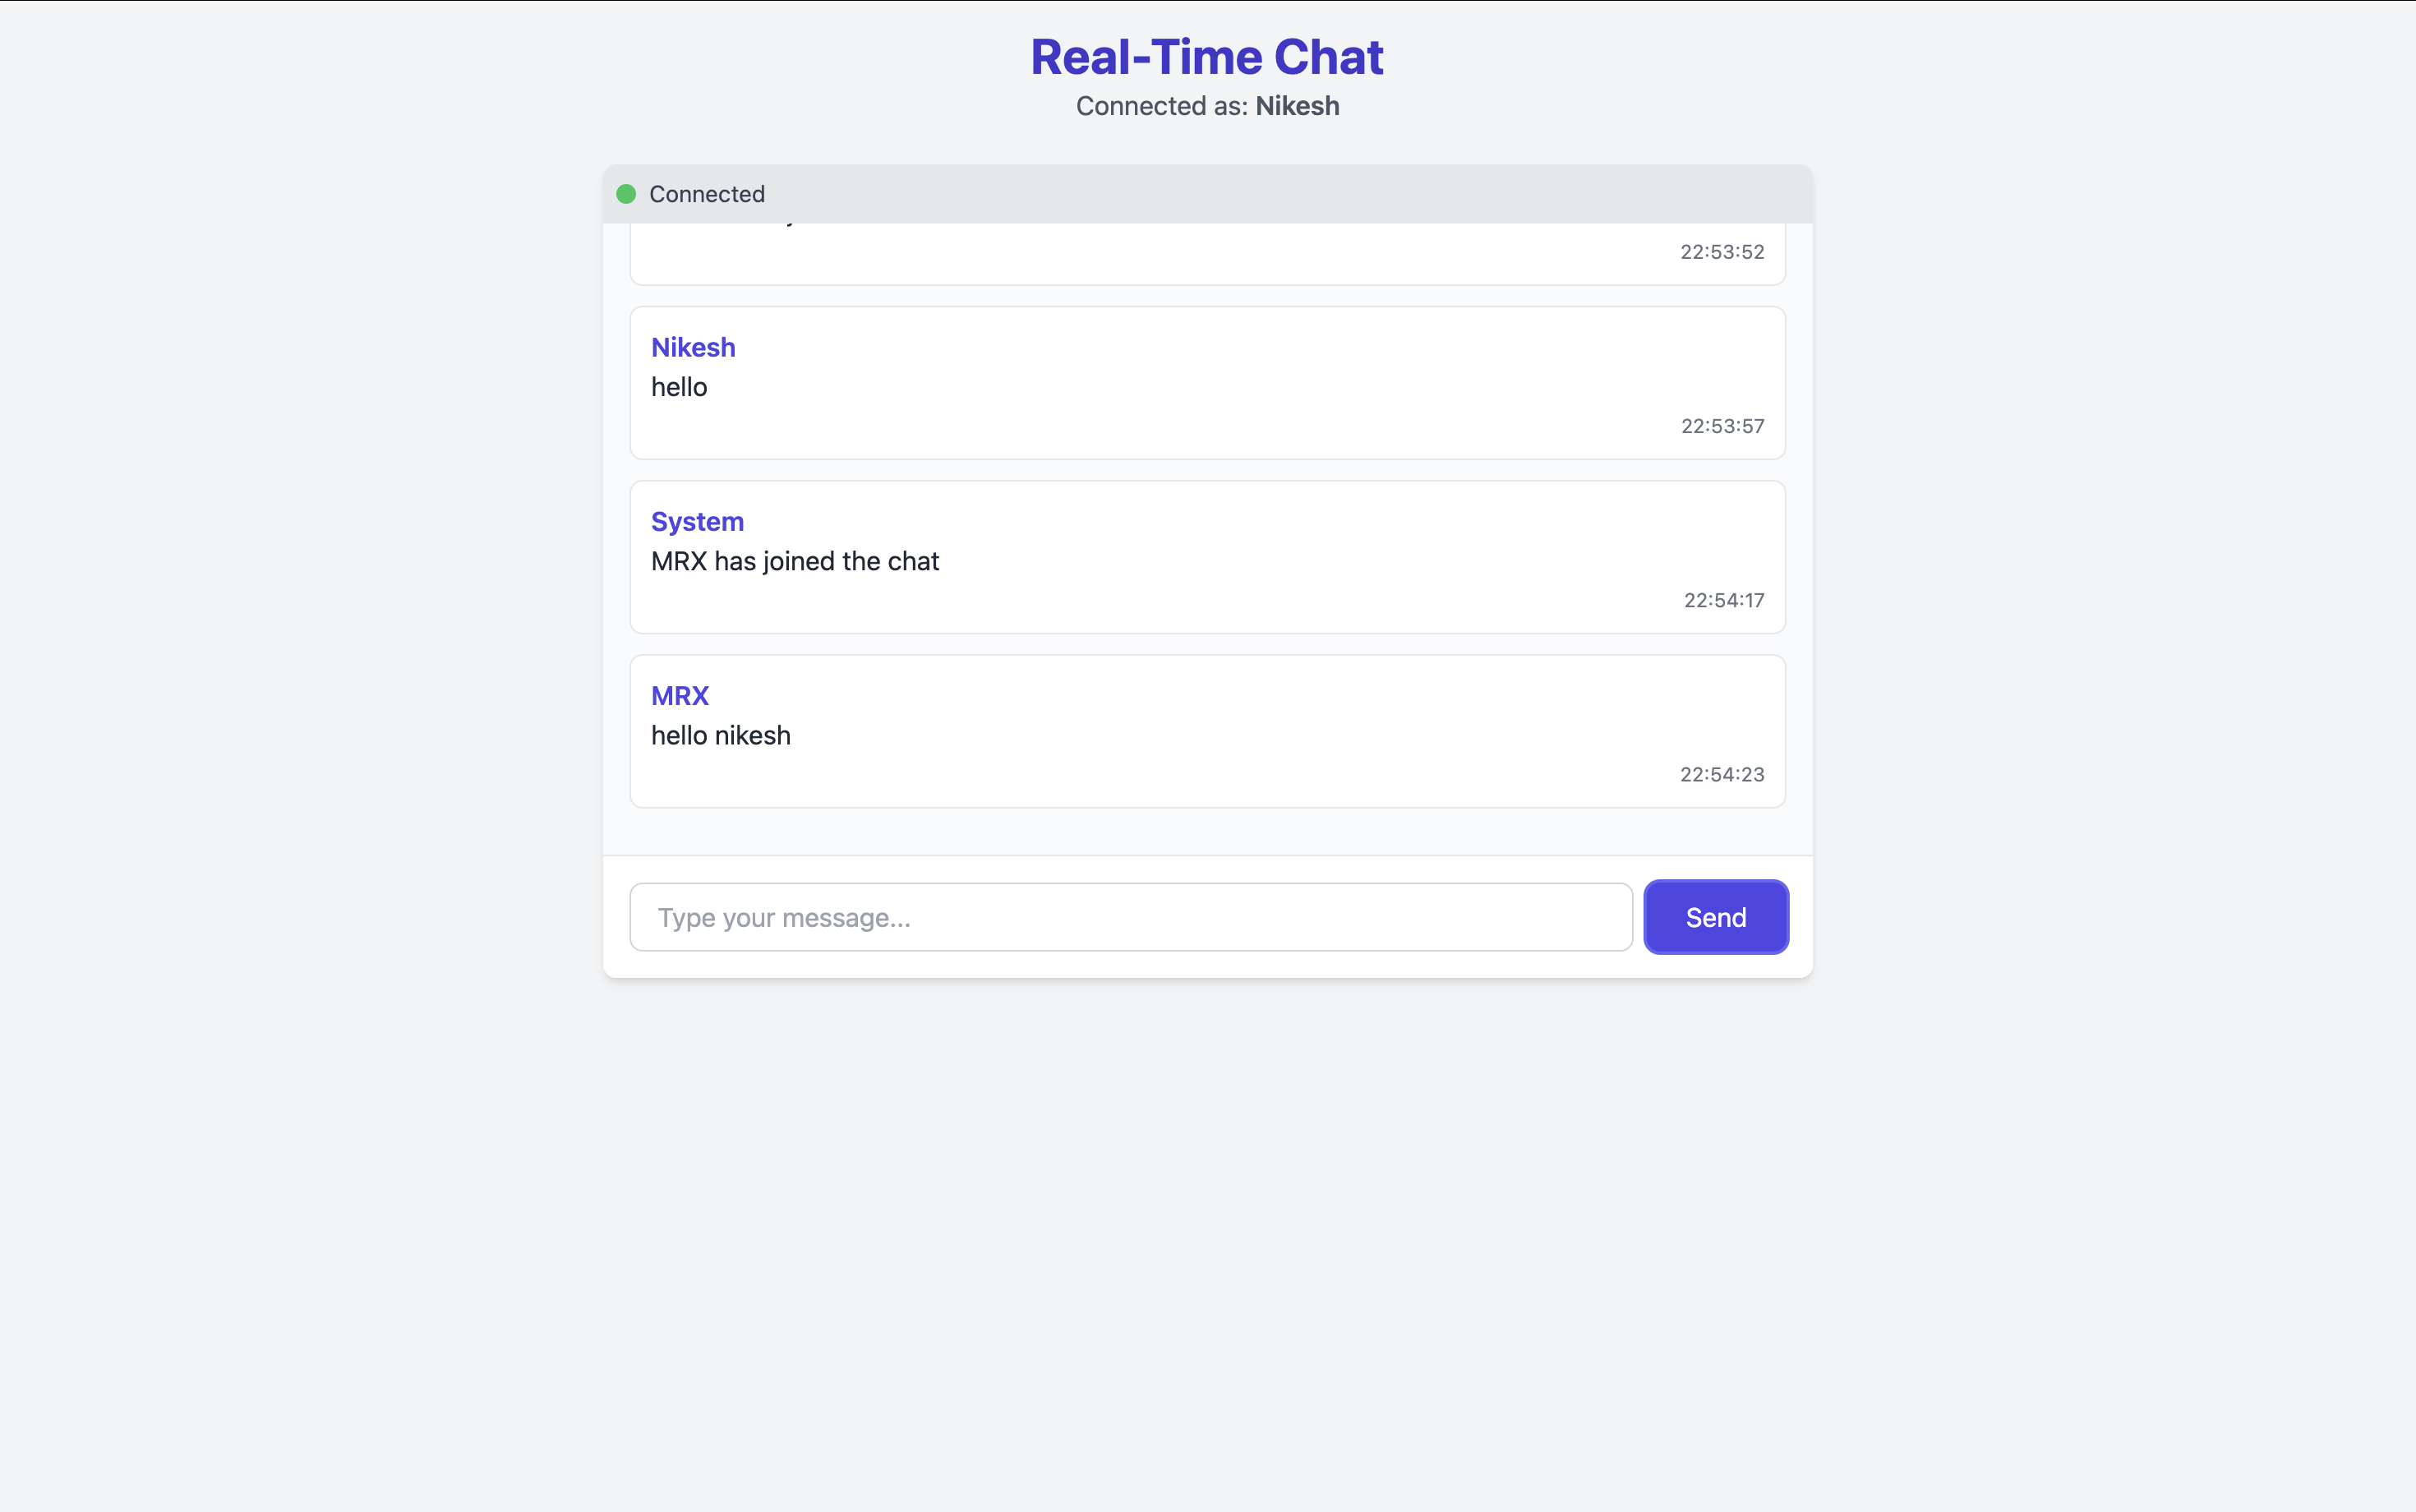 Real-Time Chat
Connected as: Nikesh
Connected
22:53:52
Nikesh
hello
22:53:57
System
MRX has joined the chat
22:54:17
MRX
hello nikesh
22:54:23
Type your message...
Send